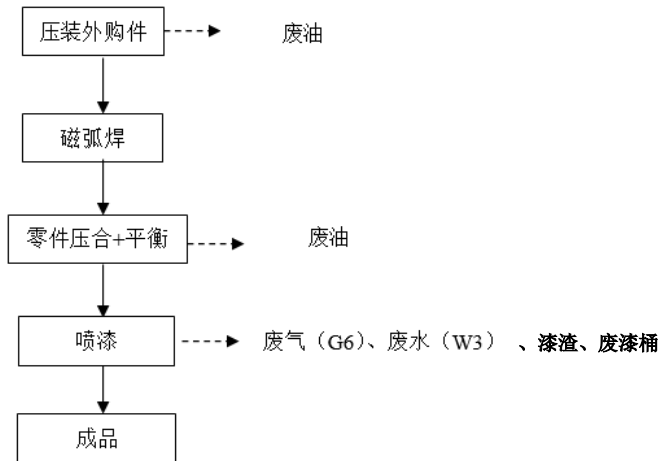 压装外购件 废油
磁弧焊
零件压合+平衡 废油
喷漆 废气（G6）、废水（W3） 、漆渣、废漆桶
成品